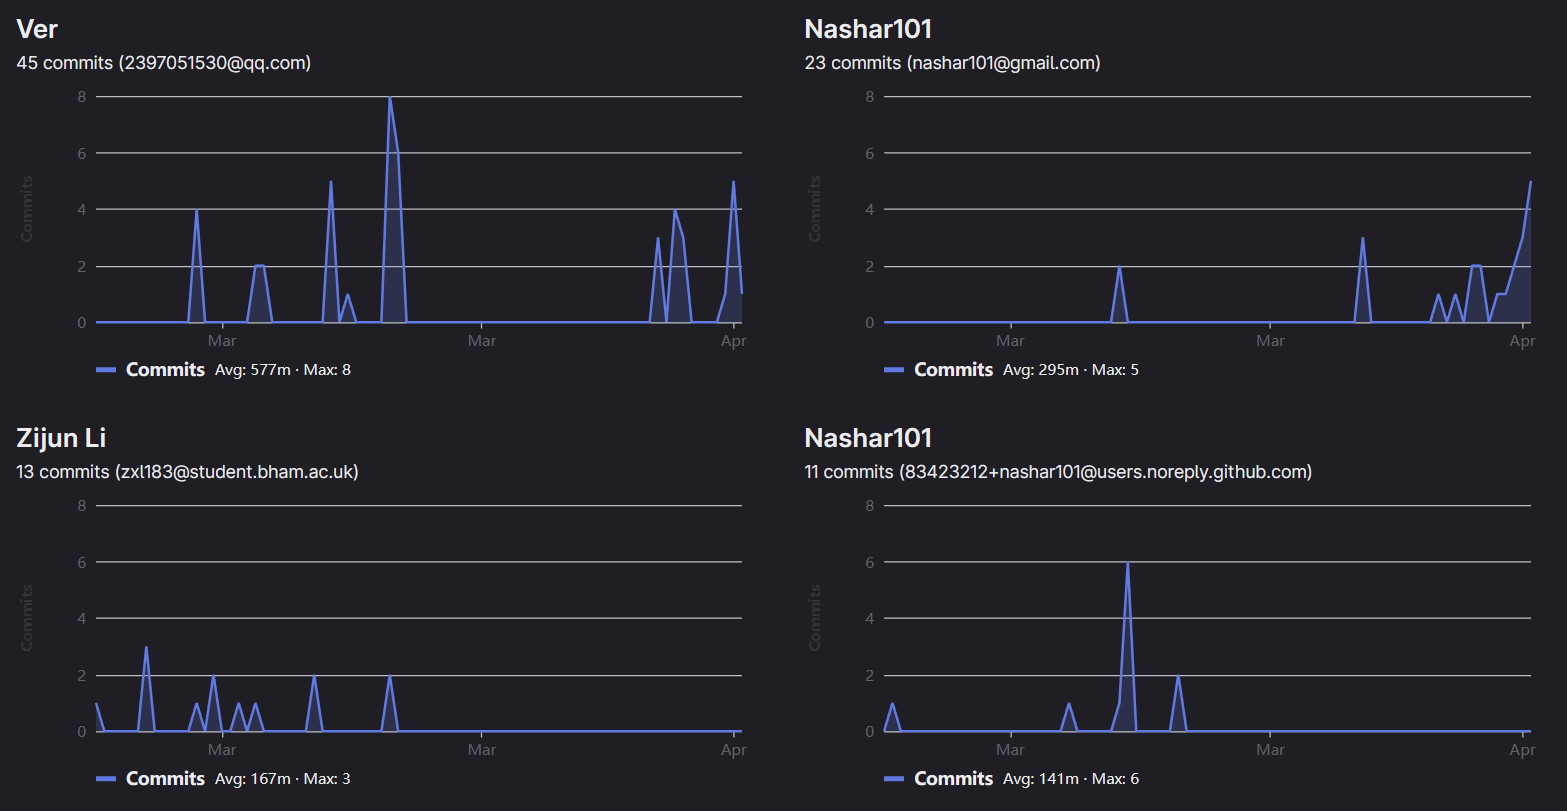 Ver
45 commits (2397051530@qq.com)
8
6
4
2
0
Commits
Mar
Mar
Apr
Commits Avg: 577m · Max: 8
Nashar101
23 commits (nashar101@gmail.com)
8
6
4
2
0
Commits
Mar
Mar
Apr
Commits Avg: 295m · Max: 5
Zijun Li
13 commits (zxl183@student.bham.ac.uk)
8
6
4
2
0
Commits
Mar
Mar
Apr
Commits Avg: 167m · Max: 3
Nashar101
11 commits (83423212+nashar101@users.noreply.github.com)
8
6
4
2
0
Commits
Mar
Mar
Apr
Commits Avg: 141m · Max: 6